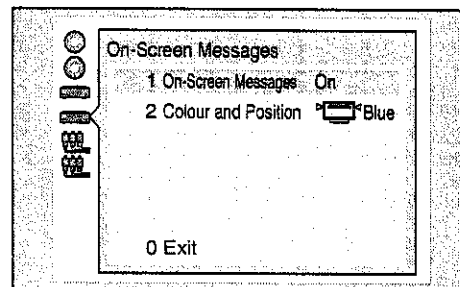 On-Screen Messages
1 On-Screen Messages On
2 Colour and Position Blue
0 Exit